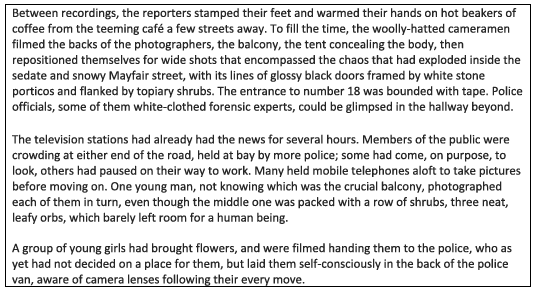 Between recordings, the reporters stamped their feet and warmed their hands on hot beakers of
coffee from the teeming café a few streets away. To fill the time, the woolly-hatted cameramen
filmed the backs of the photographers, the balcony, the tent concealing the body, then
repositioned themselves for wide shots that encompassed the chaos that had exploded inside the
sedate and snowy Mayfair street, with its lines of glossy black doors framed by white stone
porticos and flanked by topiary shrubs. The entrance to number 18 was bounded with tape. Police
officials, some of them white-clothed forensic experts, could be glimpsed in the hallway beyond.
The television stations had already had the news for several hours. Members of the public were
crowding at either end of the road, held at bay by more police; some had come, on purpose, to
look, others had paused on their way to work. Many held mobile telephones aloft to take pictures
before moving on. One young man, not knowing which was the crucial balcony, photographed
each of them in turn, even though the middle one was packed with a row of shrubs, three neat,
leafy orbs, which barely left room for a human being.
A group of young girls had brought flowers, and were filmed handing them to the police, who as
yet had not decided on a place for them, but laid them self-consciously in the back of the police
van, aware of camera lenses following their every move.